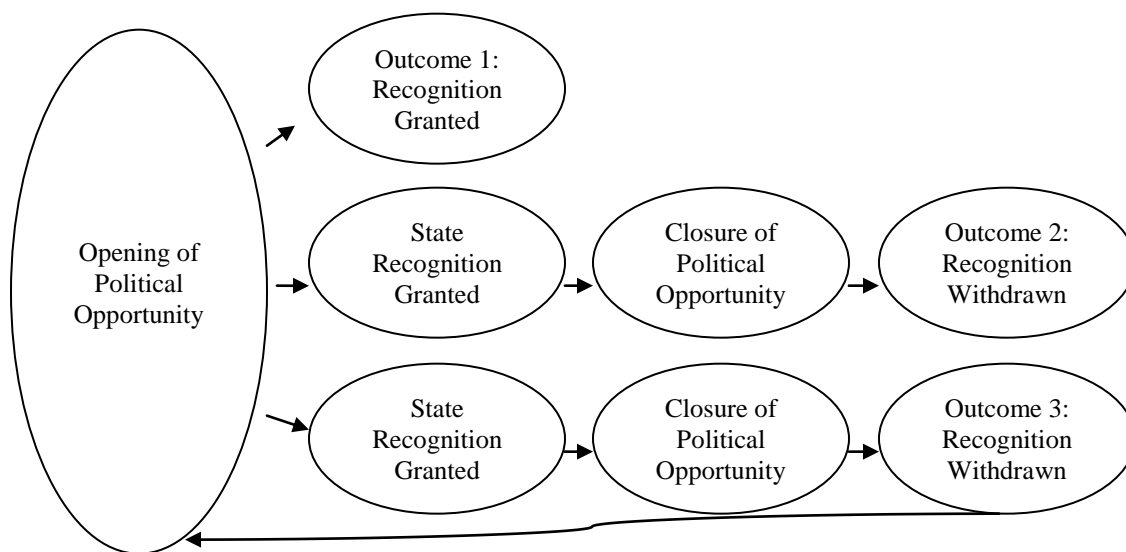 Outcome 1:
Recognition
Granted
Opening of
Political
Opportunity
State
Recognition
Granted
Closure of
Political
Opportunity
Outcome 2:
Recognition
Withdrawn
State
Recognition
Granted
Closure of
Political
Opportunity
Outcome 3:
Recognition
Withdrawn